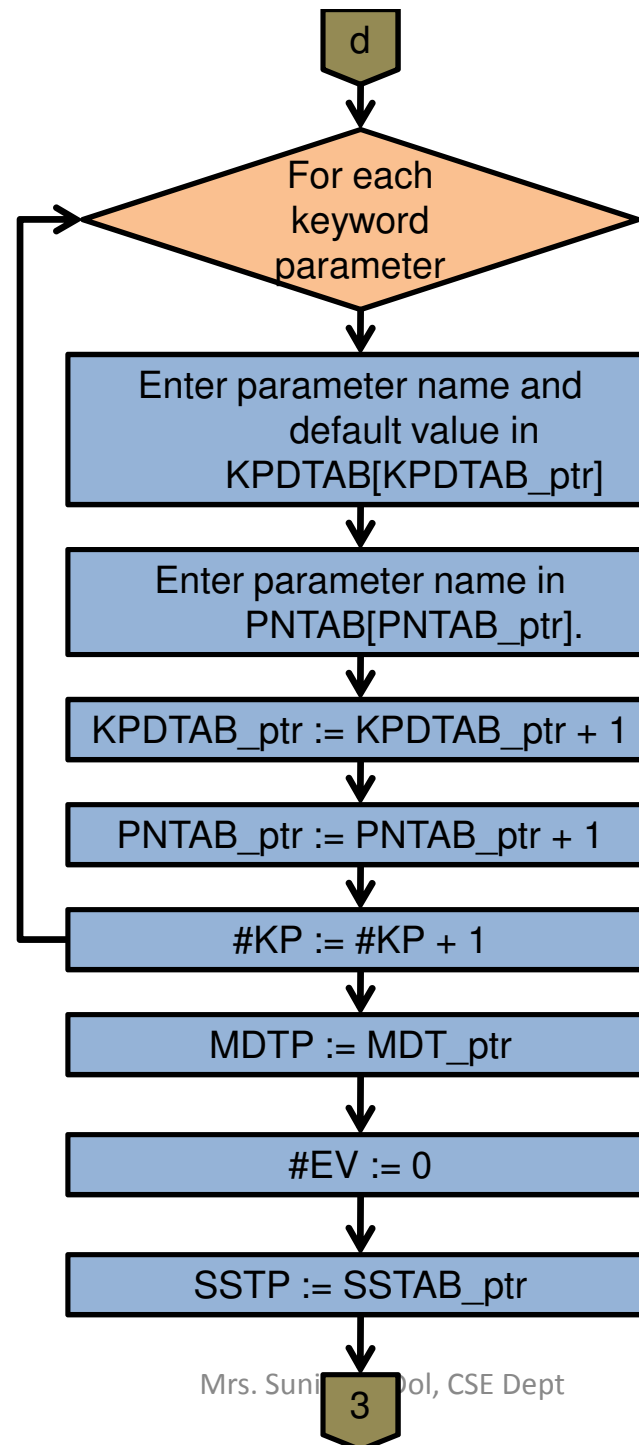 d
For each
keyword
parameter
Enter parameter name and
default value in
KPDTAB[KPDTAB_ptr]
Enter parameter name in
PNTAB[PNTAB_ptr].
KPDTAB_ptr := KPDTAB_ptr + 1
PNTAB_ptr := PNTAB_ptr + 1
#KP := #KP + 1
MDTP := MDT_ptr
#EV := 0
SSTP := SSTAB_ptr
Mrs. CSE Dept
3